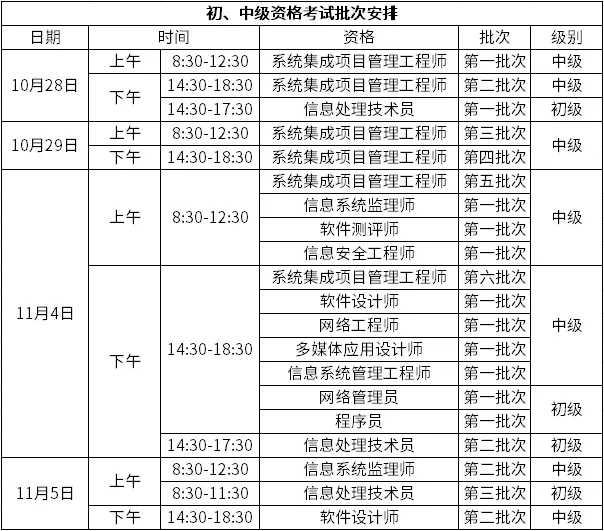 初、中级资格考试批次安排
日期 时间 资格 批次 级别
10月28日 上午 8:30-12:30 系统集成项目管理工程师 第一批次 中级
下午 14:30-18:30 系统集成项目管理工程师 第二批次 中级
14:30-17:30 信息处理技术员 第一批次 初级
10月29日 上午 8:30-12:30 系统集成项目管理工程师 第三批次 中级
下午 14:30-18:30 系统集成项目管理工程师 第四批次
11月4日 上午 8:30-12:30 系统集成项目管理工程师 第五批次 中级
信息系统监理师 第一批次
软件测评师 第一批次
信息安全工程师 第一批次
下午 14:30-18:30 系统集成项目管理工程师 第六批次 中级
软件设计师 第一批次
网络工程师 第一批次
多媒体应用设计师 第一批次
信息系统管理工程师 第一批次
网络管理员 第一批次 初级
程序员 第一批次
14:30-17:30 信息处理技术员 第二批次 初级
11月5日 上午 8:30-12:30 信息系统监理师 第二批次 中级
8:30-11:30 信息处理技术员 第三批次 初级
下午 14:30-18:30 软件设计师 第二批次 中级